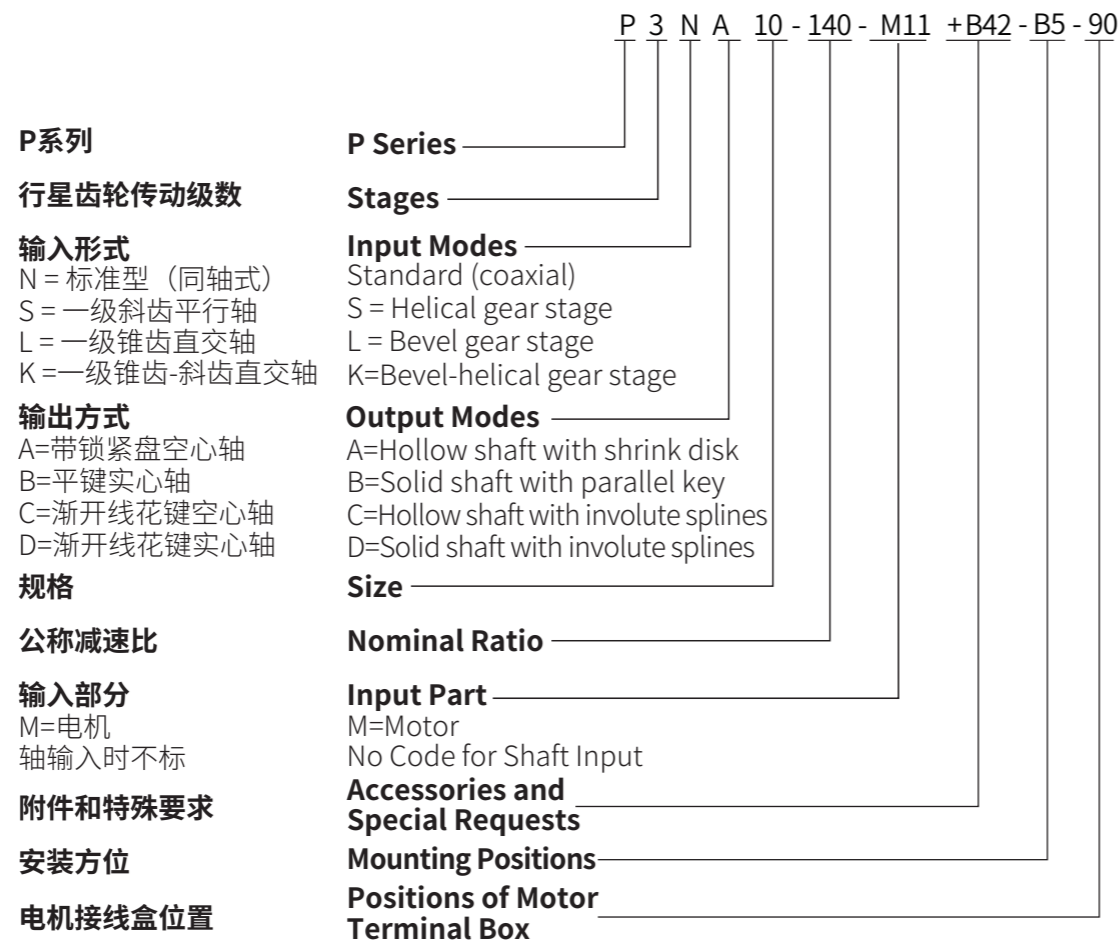 P 3 N A 10 - 140 - M11 +B42 - B5 - 90
P系列 P Series
行星齿轮传动级数 Stages
输入形式 Input Modes
N = 标准型（同轴式） Standard (coaxial)
S = 一级斜齿平行轴 S = Helical gear stage
L = 一级锥齿直交轴 L = Bevel gear stage
K =一级锥齿-斜齿直交轴 K=Bevel-helical gear stage
输出方式 Output Modes
A=带锁紧盘空心轴 A=Hollow shaft with shrink disk
B=平键实心轴 B=Solid shaft with parallel key
C=渐开线花键空心轴 C=Hollow shaft with involute splines
D=渐开线花键实心轴 D=Solid shaft with involute splines
规格 Size
公称减速比 Nominal Ratio
输入部分 Input Part
M=电机 M=Motor
轴输入时不标 No Code for Shaft Input
附件和特殊要求 Accessories and
Special Requests
安装方位 Mounting Positions
电机接线盒位置 Positions of Motor
Terminal Box